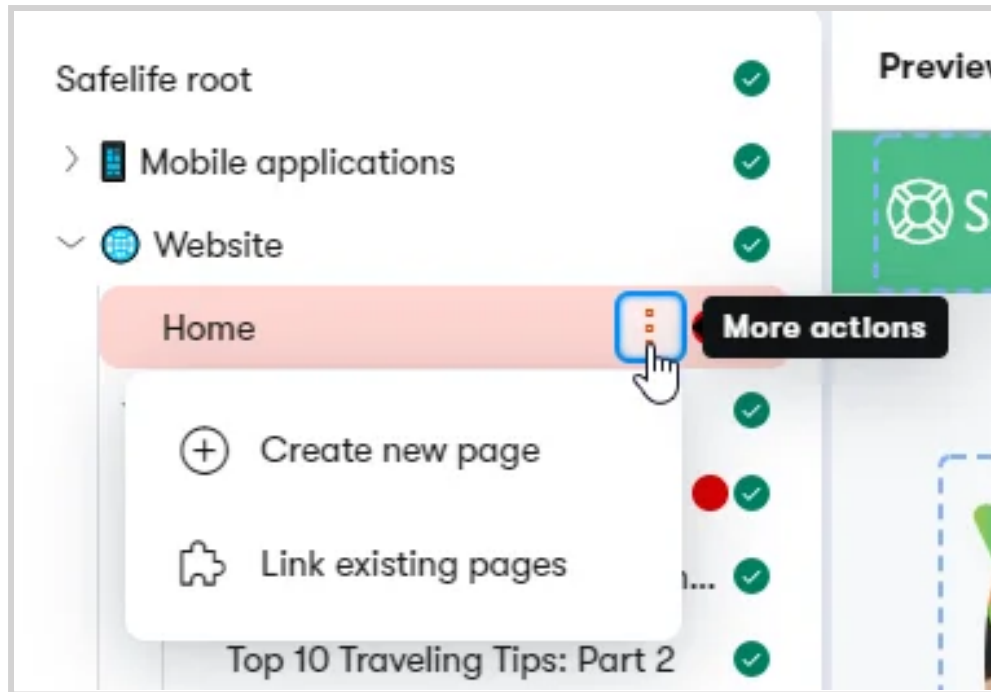 Safelife root
Preview
Mobile applications
S
Website
Home
More actions
Create new page
Link existing pages
Top 10 Traveling Tips: Part 2